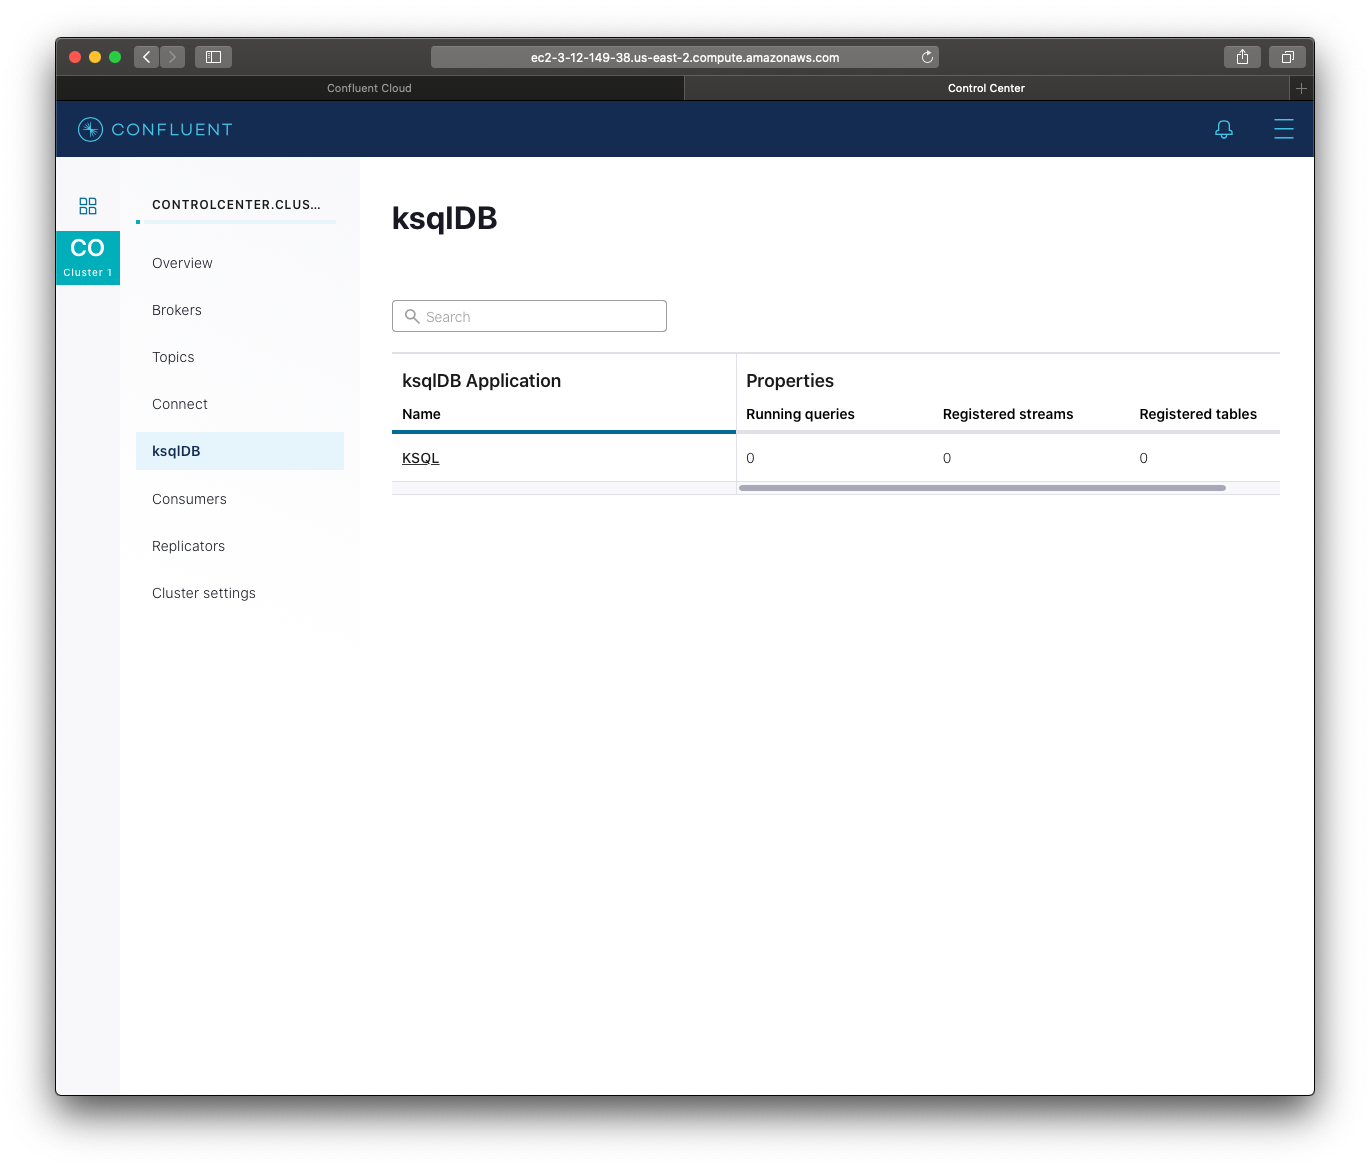 ec2-3-12-149-38.us-east-2.compute.amazonaws.com
Confluent Cloud
Control Center
CONFLUENT
CO
Cluster 1
CONTROLCENTER.CLUS...
Overview
Brokers
Topics
Connect
ksqlDB
Consumers
Replicators
Cluster settings
ksqlDB
Search
ksqlDB Application
Properties
Name
Running queries
Registered streams
Registered tables
KSQL
0
0
0